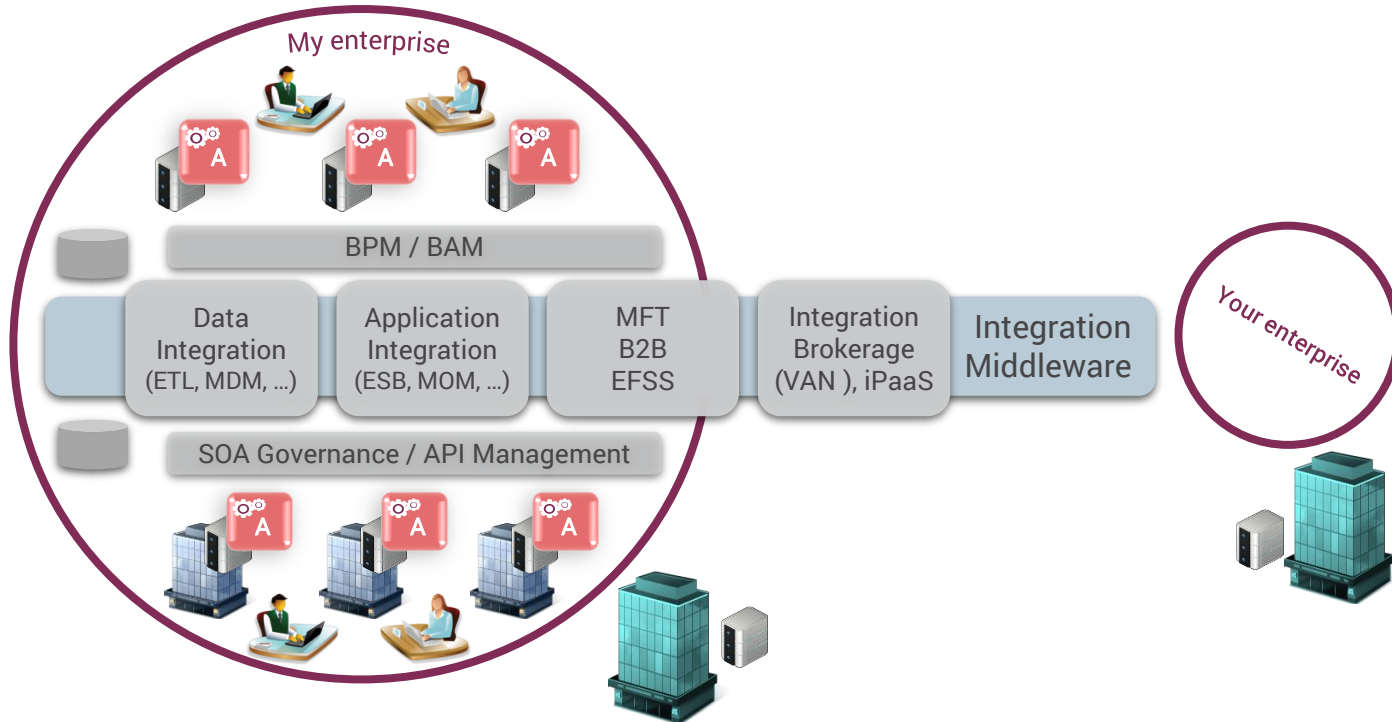 My enterprise
A
A
A
BPM / BAM
Data
Integration
(ETL, MDM, ...)
Application
Integration
(ESB, MOM, ...)
MFT
B2B
EFSS
Integration
Brokerage
(VAN ), iPaaS
Integration
Middleware
Your enterprise
SOA Governance / API Management
A
A
A